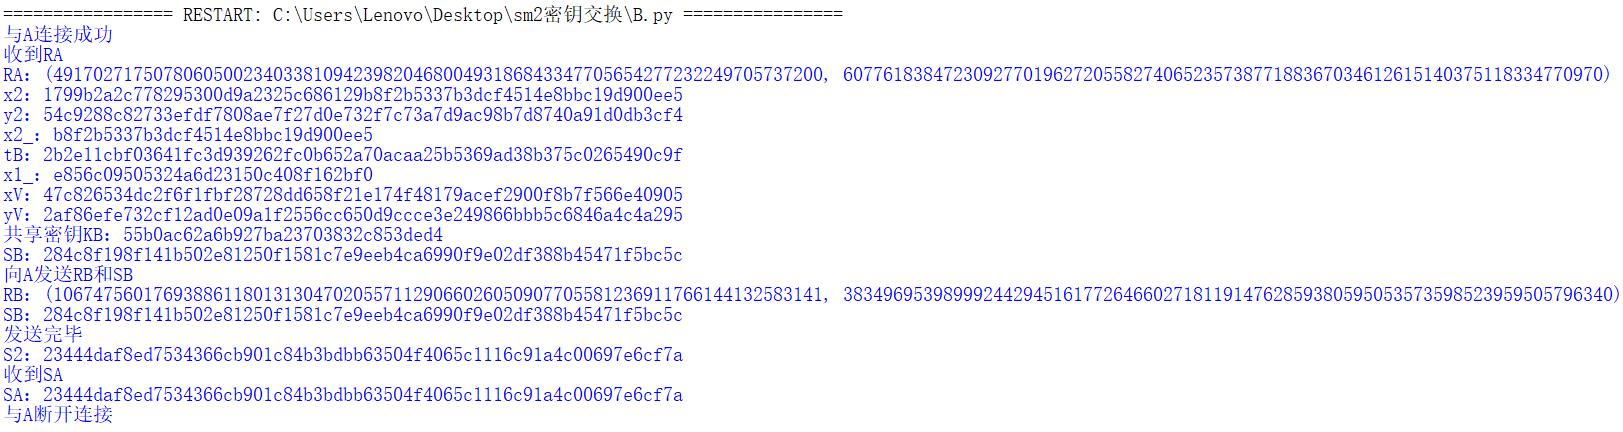 ================= RESTART: C:\Users\Lenovo\Desktop\sm2密钥交换\B.py ================
与A连接成功
收到RA
RA: (49170271750780605002340338109423982046800493186843347705654277232249705737200, 60776183847230927701962720558274065235738771883670346126151403751183347709​70)
x2: 1799b2a2c778295300d9a2325c686129b8f2b5337b3dcf4514e8bbc19d900ee5
y2: 54c9288c82733efdf7808ae7f27d0e732f7c73a7d9ac98b7d8740a91d0db3cf4
x2_: b8f2b5337b3dcf4514e8bbc19d900ee5
tB: 2b2e11cbf03641fc3d939262fc0b652a70acaa25b5369ad38b375c0265490c9f
x1_: e856c09505324a6d23150c408f162bf0
xV: 47c826534dc2f6f1fbf28728dd658f21e174f48179acef2900f8b7f566e40905
yV: 2af86efe732cf12ad0e09a1f2556cc650d9ccce3e249866bbb5c6846a4c4a295
共享密钥KB: 55b0ac62a6b927ba23703832c853ded4
SB: 284c8f198f141b502e81250f1581c7e9eeb4ca6990f9e02df388b45471f5bc5c
向A发送RB和SB
RB: (106747560176938861180131304702055711290660260509077055812369117661441325831​41, 38349695398999244294516177264660271811914762859380595053573598523959505796340)
SB: 284c8f198f141b502e81250f1581c7e9eeb4ca6990f9e02df388b45471f5bc5c
发送完毕
S2: 23444daf8ed7534366cb901c84b3bdbb63504f4065c1116c91a4c00697e6cf7a
收到SA
SA: 23444daf8ed7534366cb901c84b3bdbb63504f4065c1116c91a4c00697e6cf7a
与A断开连接